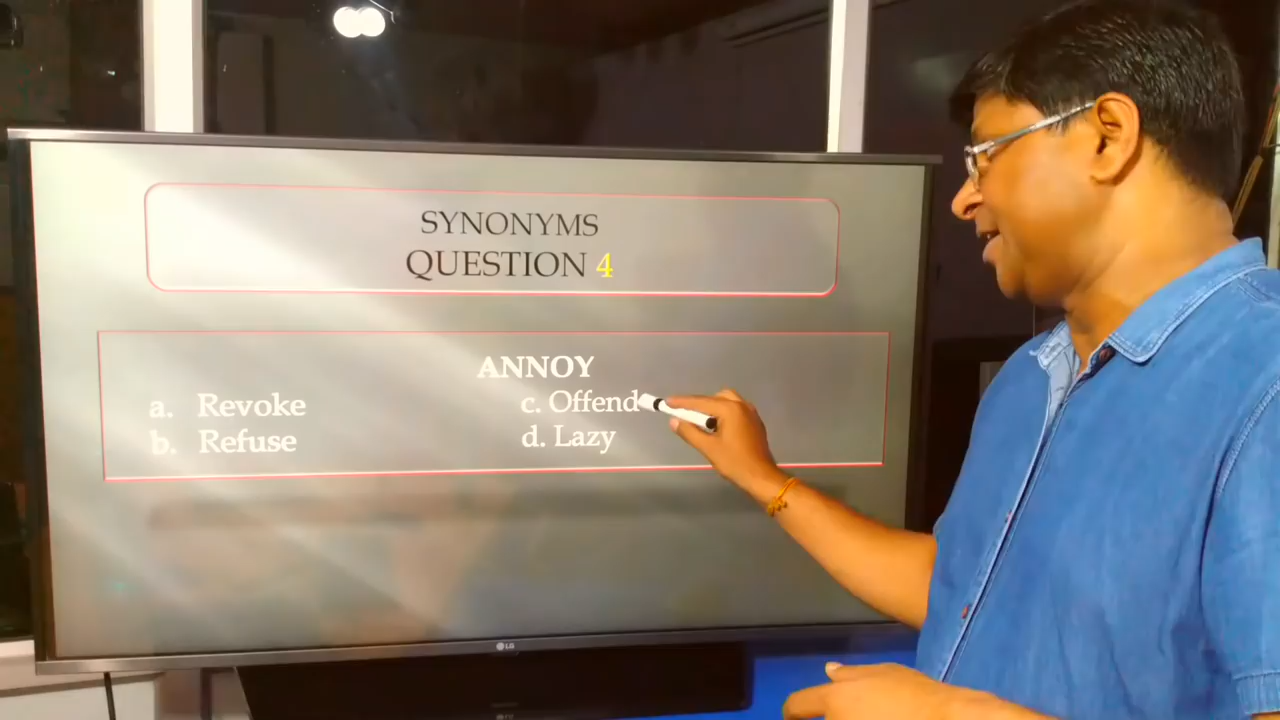 SYNONYMS
QUESTION 4
ANNOY
a. Revoke
c. Offend
b. Refuse
d. Lazy
LG